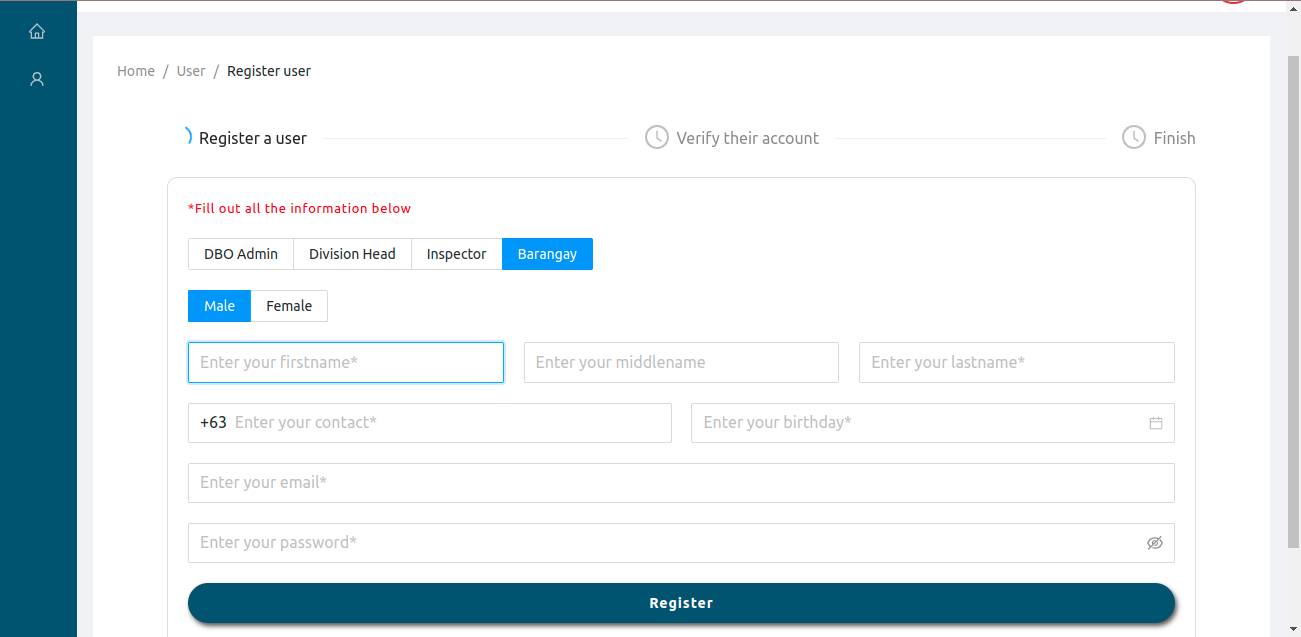 Home / User / Register user
Register a user
Verify their account
Finish
*Fill out all the information below
DBO Admin Division Head Inspector Barangay
Male Female
Enter your firstname* Enter your middlename Enter your lastname*
+63 Enter your contact* Enter your birthday*
Enter your email*
Enter your password*
Register